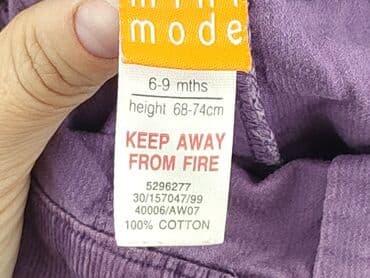 mini
mode
6-9 mths
height 68-74cm
KEEP AWAY
FROM FIRE
5296277
30/157047/99
40006/AW07
100% COTTON